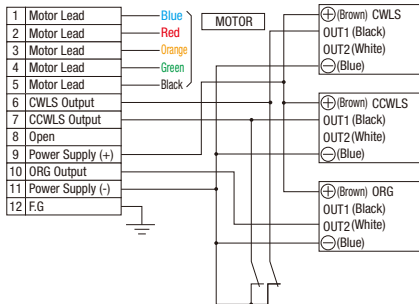 1 Motor Lead Blue
2 Motor Lead Red
3 Motor Lead Orange
4 Motor Lead Green
5 Motor Lead Black
6 CWLS Output
7 CCWLS Output
8 Open
9 Power Supply (+)
10 ORG Output
11 Power Supply (-)
12 F.G
MOTOR
+ (Brown) CWLS
OUT1 (Black)
OUT2 (White)
− (Blue)
+ (Brown) CCWLS
OUT1 (Black)
OUT2 (White)
− (Blue)
+ (Brown) ORG
OUT1 (Black)
OUT2 (White)
− (Blue)